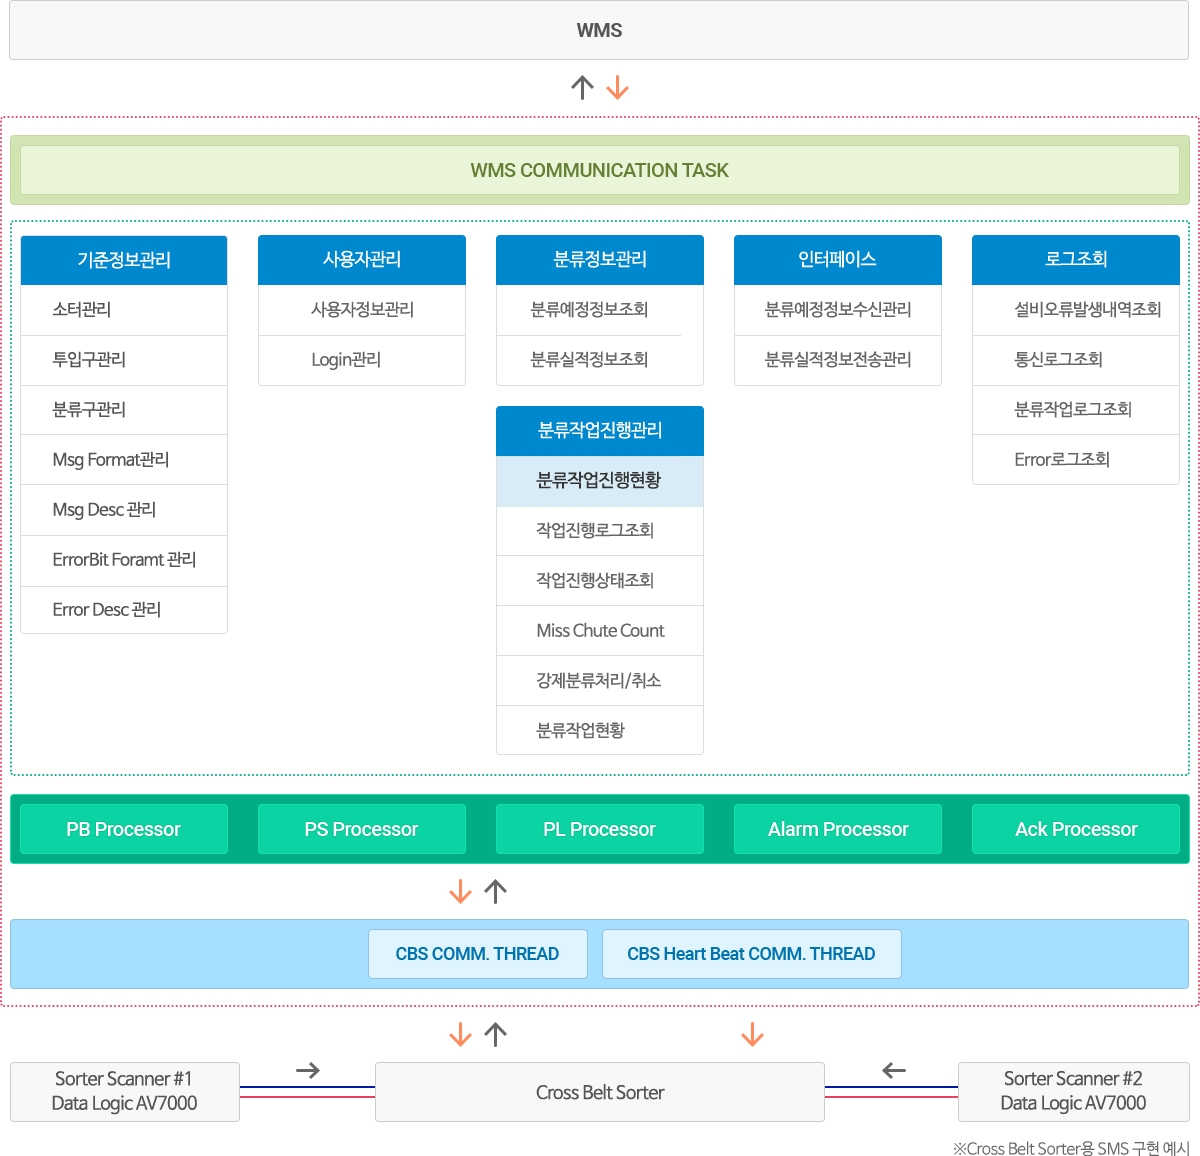 WMS
WMS COMMUNICATION TASK
기준정보관리
소터관리
투입구관리
분류구관리
Msg Format관리
Msg Desc 관리
ErrorBit Foramt 관리
Error Desc 관리
사용자관리
사용자정보관리
Login관리
분류정보관리
분류예정정보조회
분류실적정보조회
분류작업진행관리
분류작업진행현황
작업진행로그조회
작업진행상태조회
Miss Chute Count
강제분류처리/취소
분류작업현황
인터페이스
분류예정정보수신관리
분류실적정보전송관리
로그조회
설비오류발생내역조회
통신로그조회
분류작업로그조회
Error로그조회
PB Processor
PS Processor
PL Processor
Alarm Processor
Ack Processor
CBS COMM. THREAD
CBS Heart Beat COMM. THREAD
Sorter Scanner #1
Data Logic AV7000
Cross Belt Sorter
Sorter Scanner #2
Data Logic AV7000
※Cross Belt Sorter용 SMS 구현 예시